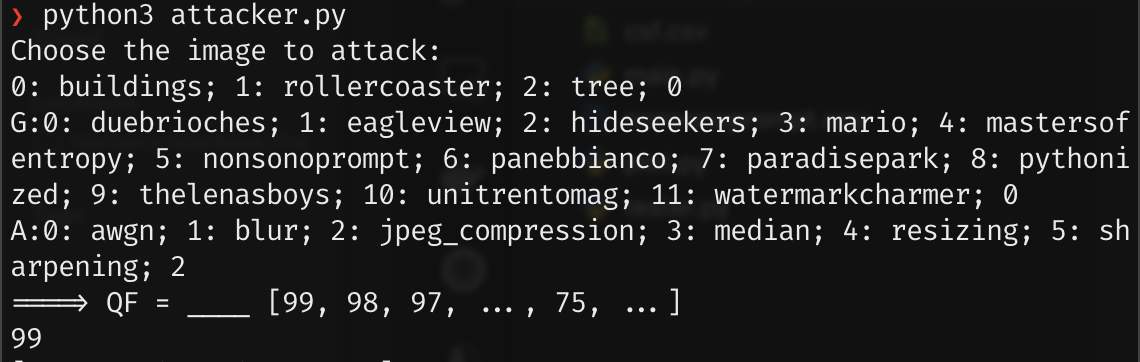 ❯ python3 attacker.py
Choose the image to attack:
0: buildings; 1: rollercoaster; 2: tree; 0
G:0: duebrioches; 1: eagleview; 2: hideseekers; 3: mario; 4: mastersof
entropy; 5: nonsonoprompt; 6: panebbianco; 7: paradisepark; 8: pythoni
zed; 9: thelenasboys; 10: unitrentomag; 11: watermarkcharmer; 0
A:0: awgn; 1: blur; 2: jpeg_compression; 3: median; 4: resizing; 5: sh
arpening; 2
=====> QF = ____ [99, 98, 97, ..., 75, ...]
99